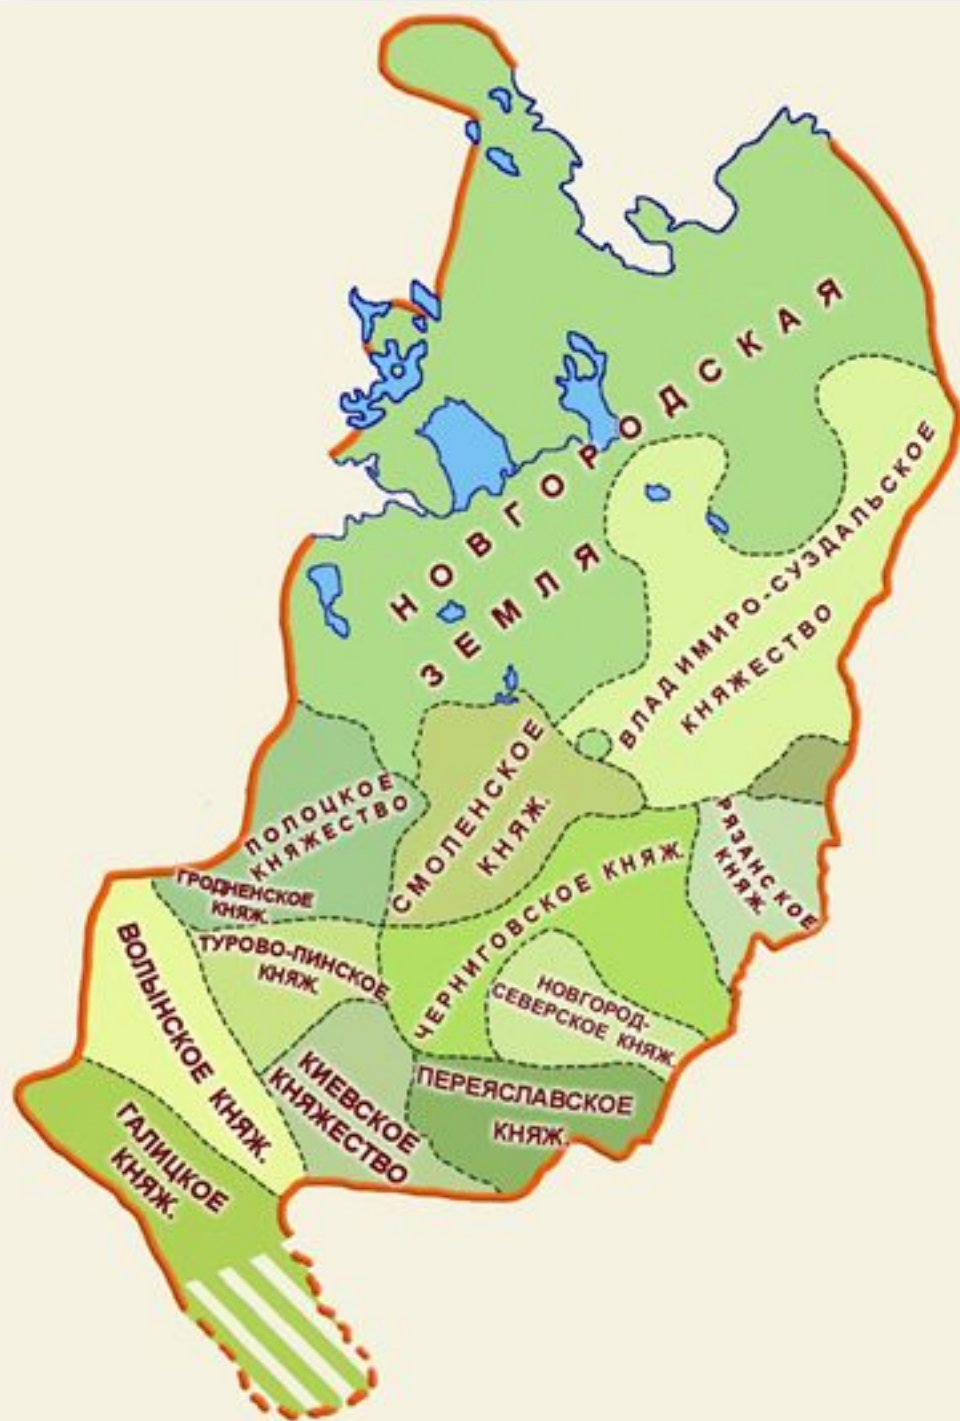 НОВГОРОДСКАЯ
ЗЕМЛЯ
ВЛАДИМИРО-СУЗДАЛЬСКОЕ
КНЯЖЕСТВО
ПОЛОЦКОЕ
КНЯЖЕСТВО
СМОЛЕНСКОЕ
КНЯЖ.
РЯЗАНСКОЕ
КНЯЖ.
ГРОДНЕНСКОЕ
КНЯЖ.
ЧЕРНИГОВСКОЕ КНЯЖ.
ТУРОВО-ПИНСКОЕ
КНЯЖ.
НОВГОРОД-
СЕВЕРСКОЕ КНЯЖ.
ВОЛЫНСКОЕ КНЯЖ.
КИЕВСКОЕ
КНЯЖЕСТВО
ПЕРЕЯСЛАВСКОЕ
КНЯЖ.
ГАЛИЦКОЕ
КНЯЖ.